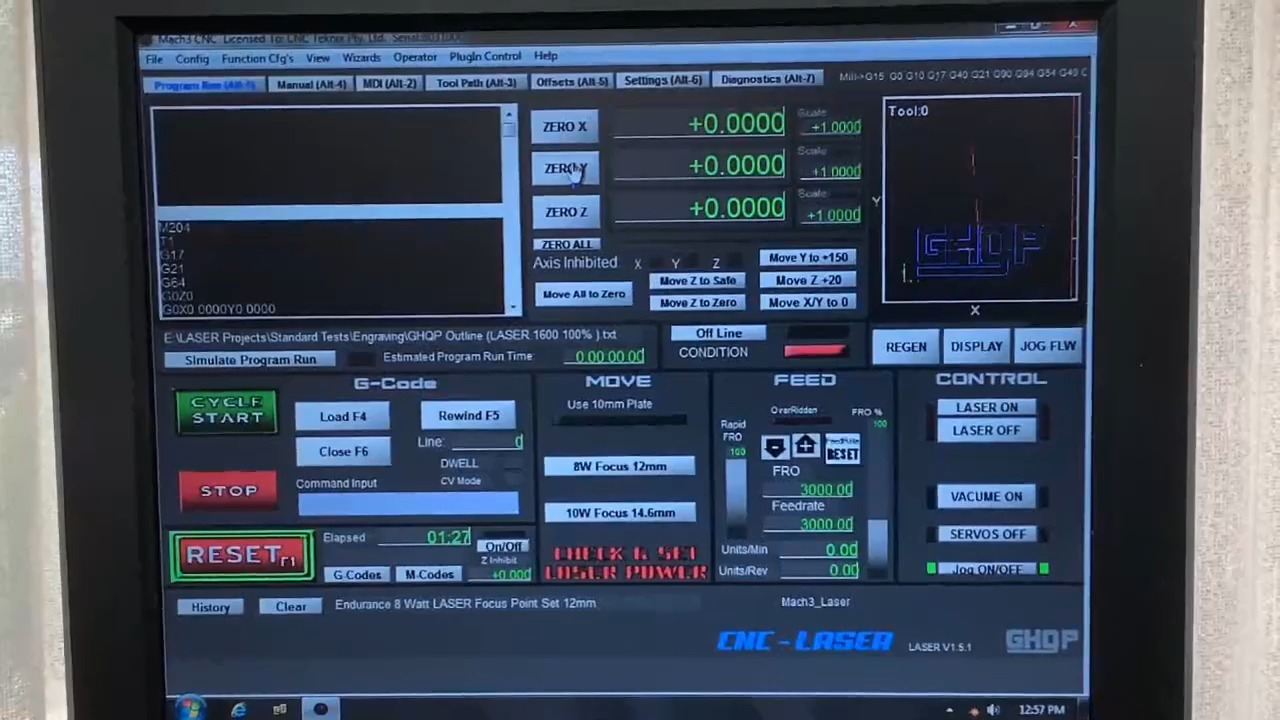 Mach3 CNC Licensed To: CNC Teknix Pty. Ltd.
File Config Function Cfg's View Wizards Operator PlugIn Control Help
Program Run (Alt-1) Manual (Alt-4) MDI (Alt-2) Tool Path (Alt-3) Offsets (Alt-5) Settings (Alt-6) Diagnostics (Alt-7) Mill->G15 G0 G10 G17 G40 G21 G90 G94 G54 G49
ZERO X +0.0000 Scale +1.0000
ZERO Y +0.0000 Scale +1.0000
ZERO Z +0.0000 Scale +1.0000
ZERO ALL
Tool:0
Y
GHQP
X
M204
T1
G17
G21
G64
G0Z0
G0X0.0000Y0.0000
Axis Inhibited X Y Z
Move Y to +150
Move Z to Safe Move Z +20
Move All to Zero Move Z to Zero Move X/Y to 0
E:\LASER Projects\Standard Tests\Engraving\GHQP Outline (LASER 1600 100% ).txt
Off Line
Simulate Program Run Estimated Program Run Time: 0:00:00:00
CONDITION
REGEN DISPLAY JOG FLW
G-Code MOVE FEED CONTROL
CYCLE START
Load F4 Rewind F5
Close F6 Line: 0
DWELL
CV Mode
STOP
Command Input
RESET F1
Elapsed 01:27 On/Off
Z Inhibit
G-Codes M-Codes +0.000
Use 10mm Plate
8W Focus 12mm
10W Focus 14.6mm
CHECK & SET
LASER POWER
OverRidden FRO %
Rapid FRO 100
100
FeedRate RESET
FRO
3000.00
Feedrate
3000.00
Units/Min 0.00
Units/Rev 0.00
LASER ON
LASER OFF
VACUME ON
SERVOS OFF
Jog ON/OFF
History Clear Endurance 8 Watt LASER Focus Point Set 12mm Mach3_Laser
CNC-LASER LASER V1.5.1 GHQP
12:57 PM